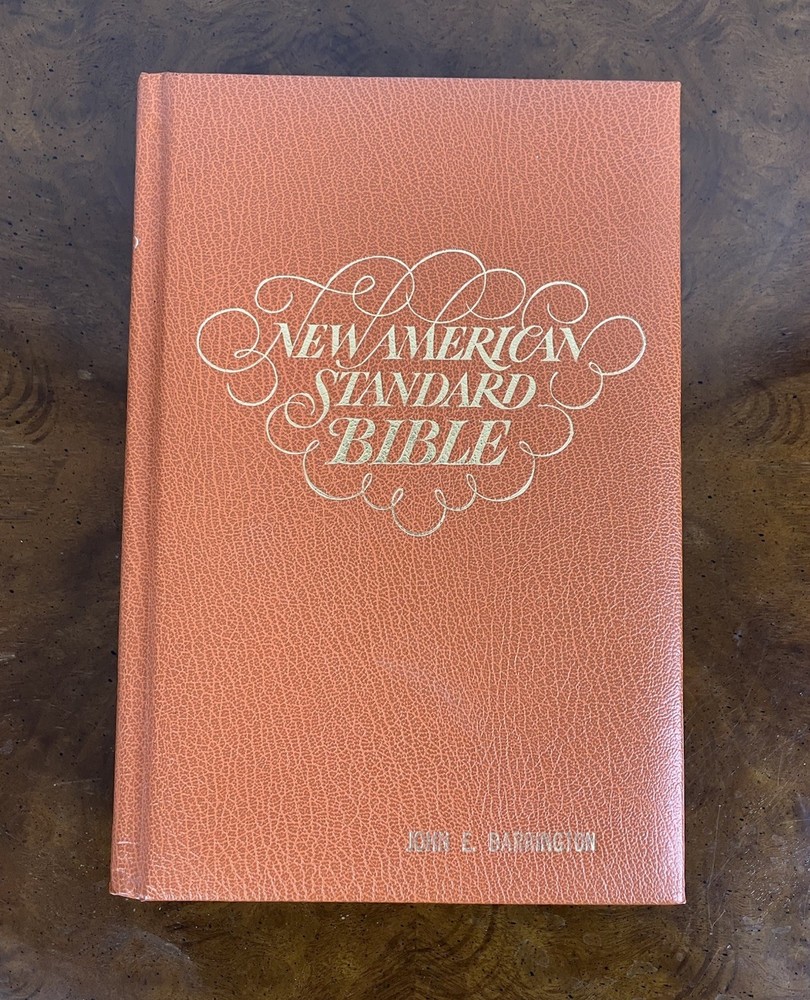 NEW AMERICAN
STANDARD
BIBLE
JOHN E. BARRINGTON